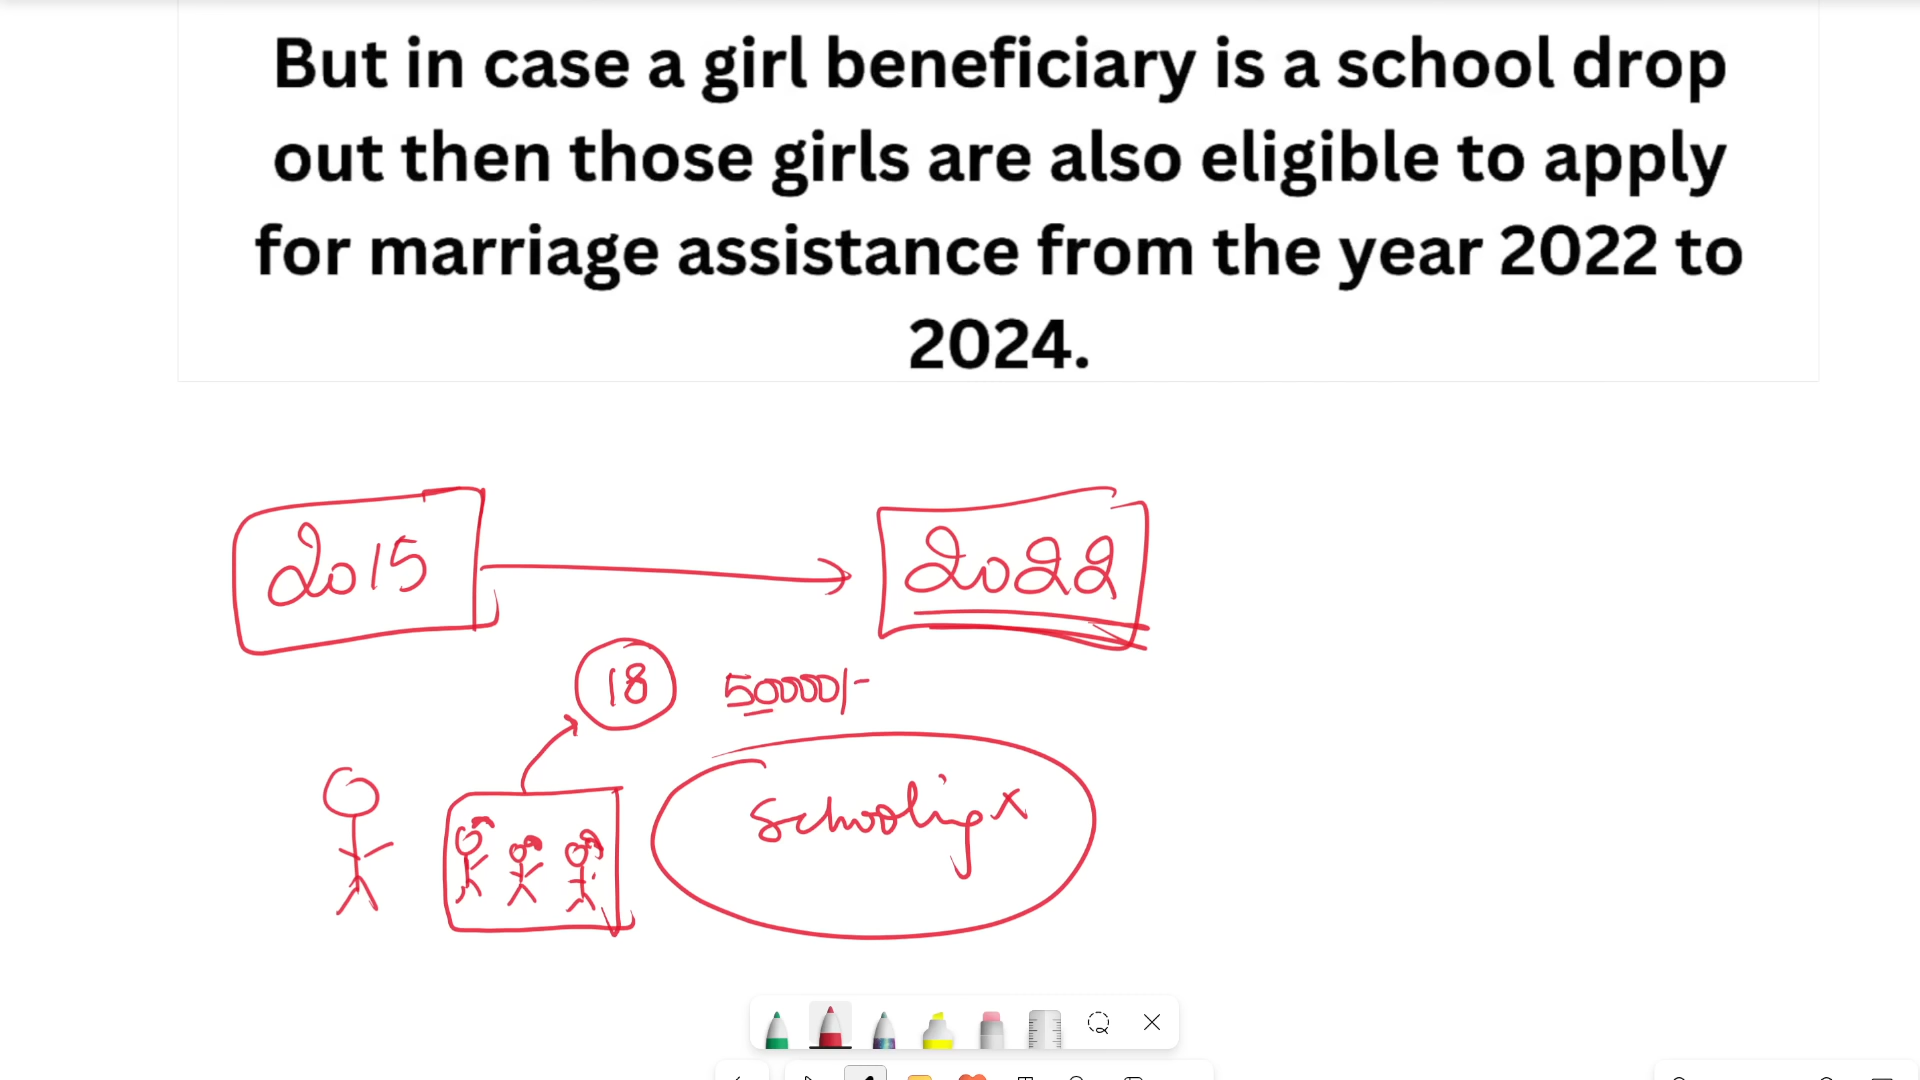 But in case a girl beneficiary is a school drop
out then those girls are also eligible to apply
for marriage assistance from the year 2022 to
2024.
2015
2022
18
50000/-
Schooling x